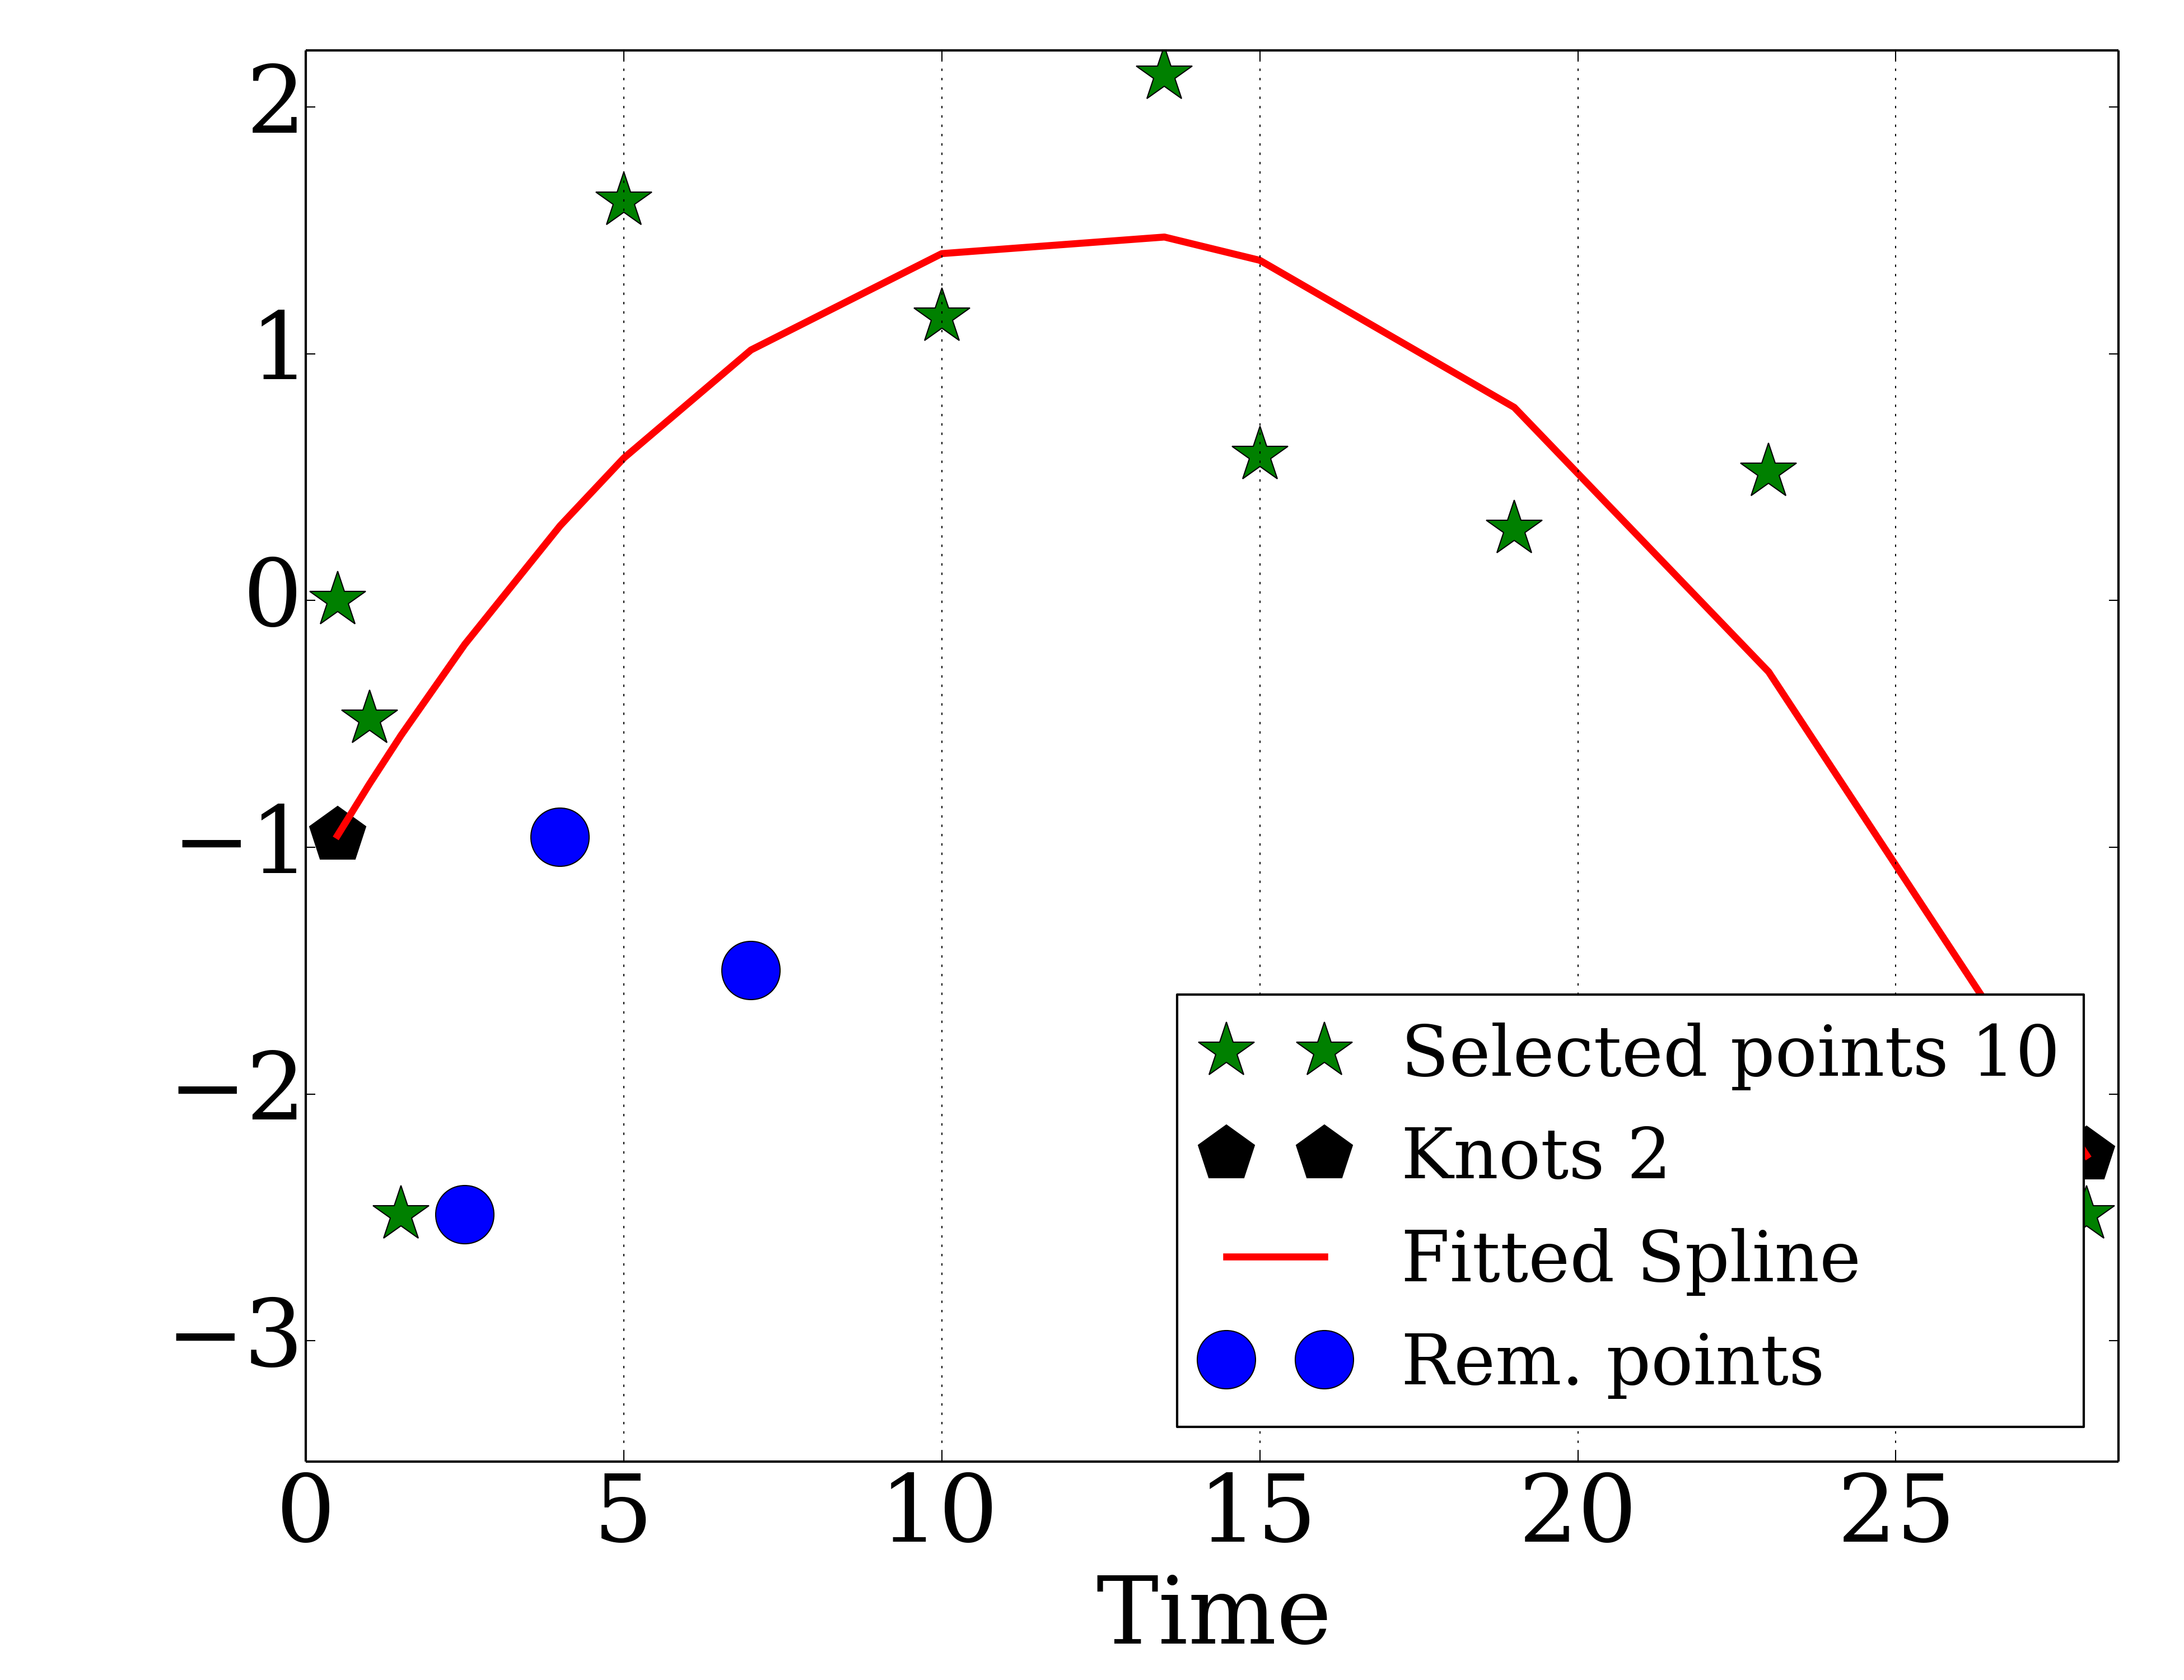 2
1
0
−1
−2
−3
Selected points 10
Knots 2
Fitted Spline
Rem. points
0 5 10 15 20 25
Time